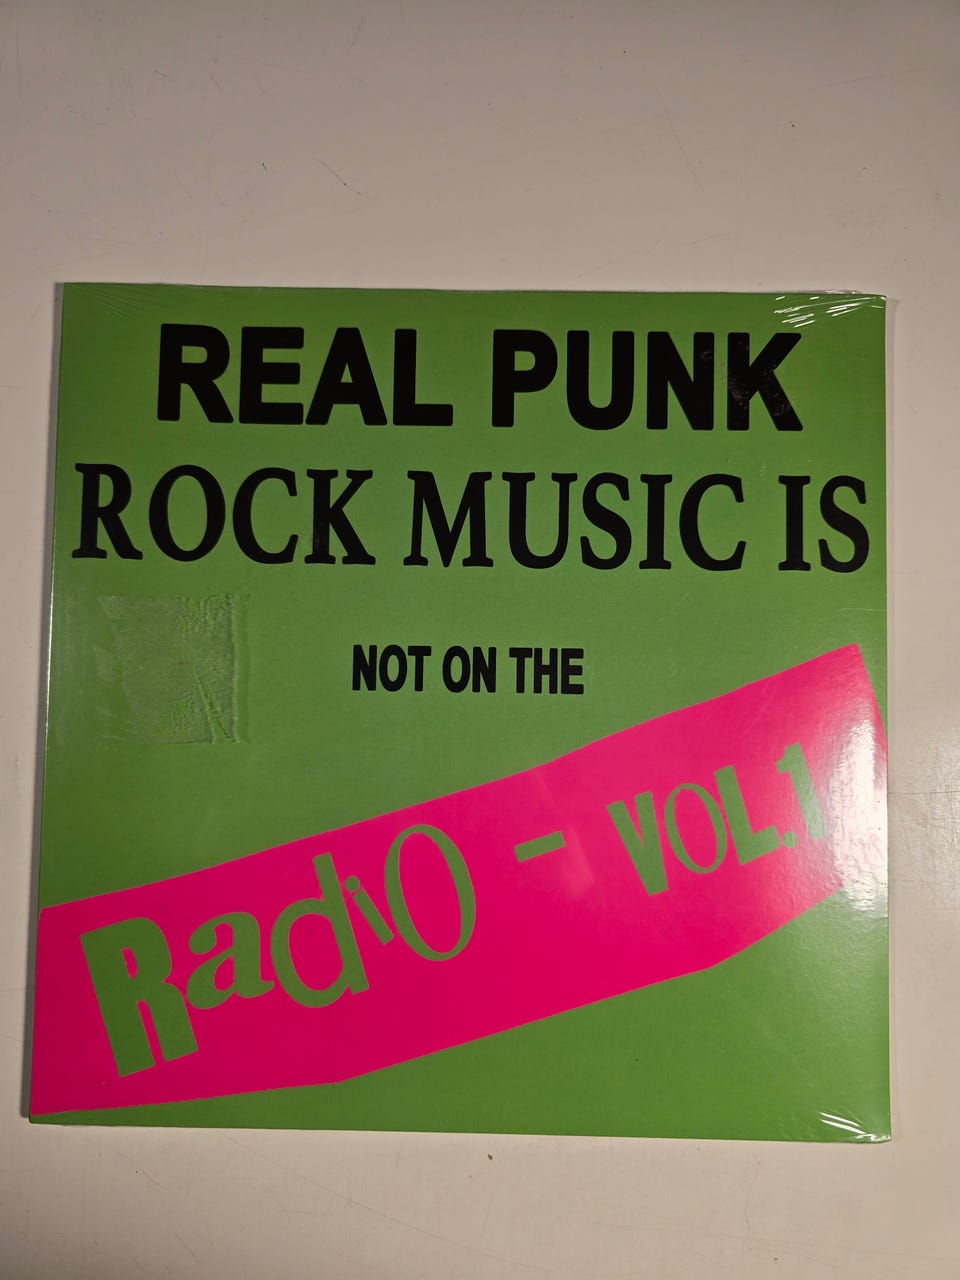 REAL PUNK
ROCK MUSIC IS
NOT ON THE
RadiO - VOL.1